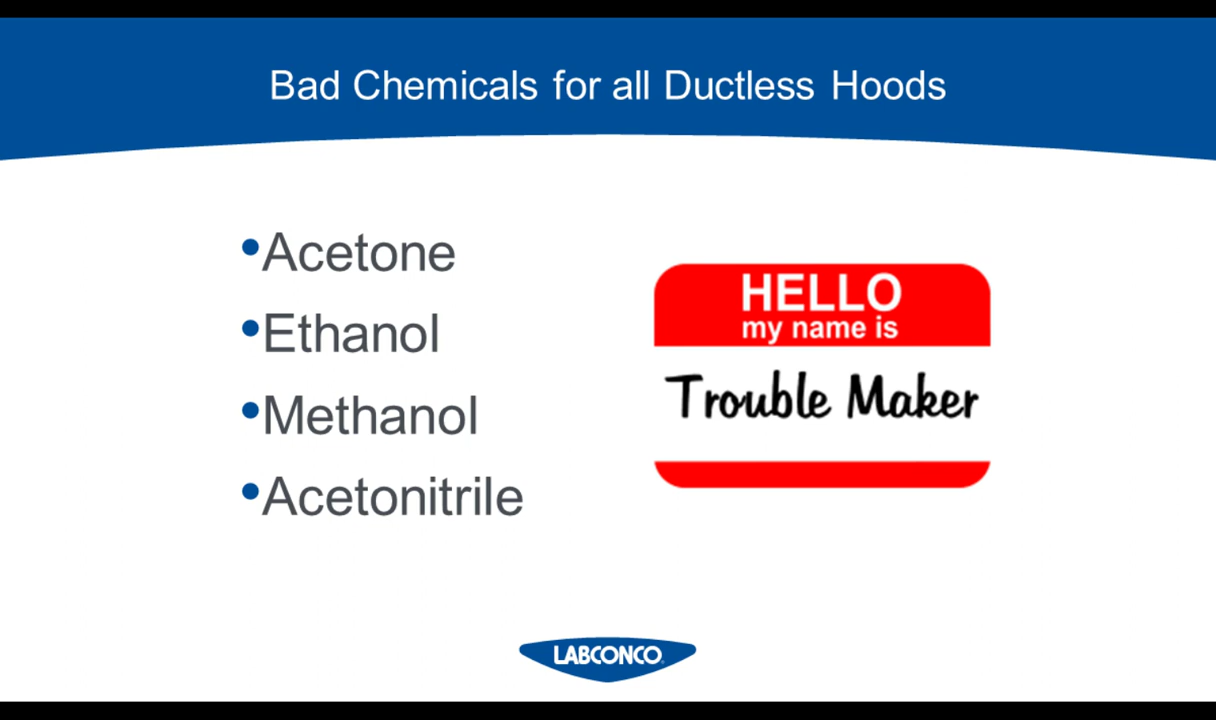 Bad Chemicals for all Ductless Hoods
•Acetone
•Ethanol
•Methanol
•Acetonitrile
HELLO
my name is
Trouble Maker
LABCONCO